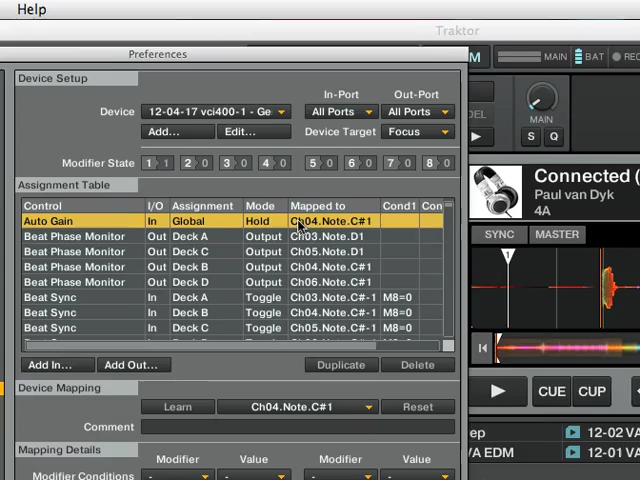 Help
Traktor
Preferences
M MAIN BAT REC
Device Setup
In-Port Out-Port
Device 12-04-17 vci400-1 - Ge All Ports All Ports
Add... Edit... Device Target Focus
Modifier State 1 1 2 0 3 0 4 0 5 0 6 0 7 0 8 0
DEL
MAIN
S Q
Assignment Table
Control I/O Assignment Mode Mapped to Cond1 Con
Auto Gain In Global Hold Ch04.Note.C#1
Beat Phase Monitor Out Deck A Output Ch03.Note.D1
Beat Phase Monitor Out Deck C Output Ch05.Note.D1
Beat Phase Monitor Out Deck B Output Ch04.Note.C#1
Beat Phase Monitor Out Deck D Output Ch06.Note.C#1
Beat Sync In Deck A Toggle Ch03.Note.C#-1 M8=0
Beat Sync In Deck B Toggle Ch04.Note.C#-1 M8=0
Beat Sync In Deck C Toggle Ch05.Note.C#-1 M8=0
Connected (
Paul van Dyk
4A
SYNC MASTER
1
Add In... Add Out... Duplicate Delete
Device Mapping
Learn Ch04.Note.C#1 Reset
Comment
CUE CUP
Mapping Details
Modifier Value Modifier Value
Modifier Conditions - - - -
ep 12-02 VA
VA EDM 12-01 VA